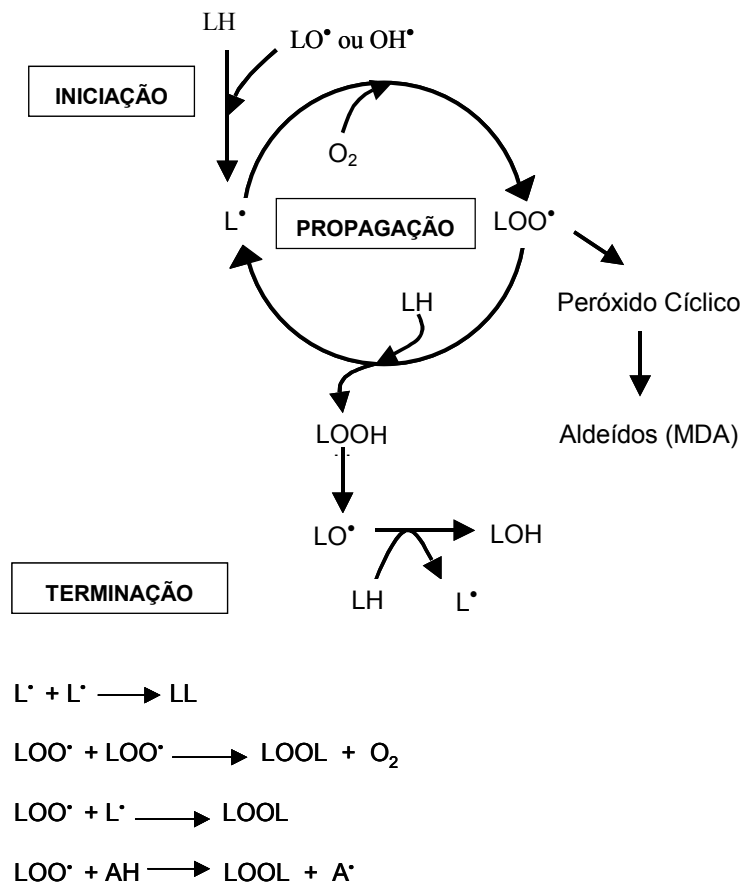 LH
LO• ou OH•
INICIAÇÃO
O₂
L•
PROPAGAÇÃO
LOO•
LH
Peróxido Cíclico
LOOH
Aldeídos (MDA)
LO•
LOH
LH
L•
TERMINAÇÃO
L• + L• → LL
LOO• + LOO• → LOOL + O₂
LOO• + L• → LOOL
LOO• + AH → LOOL + A•